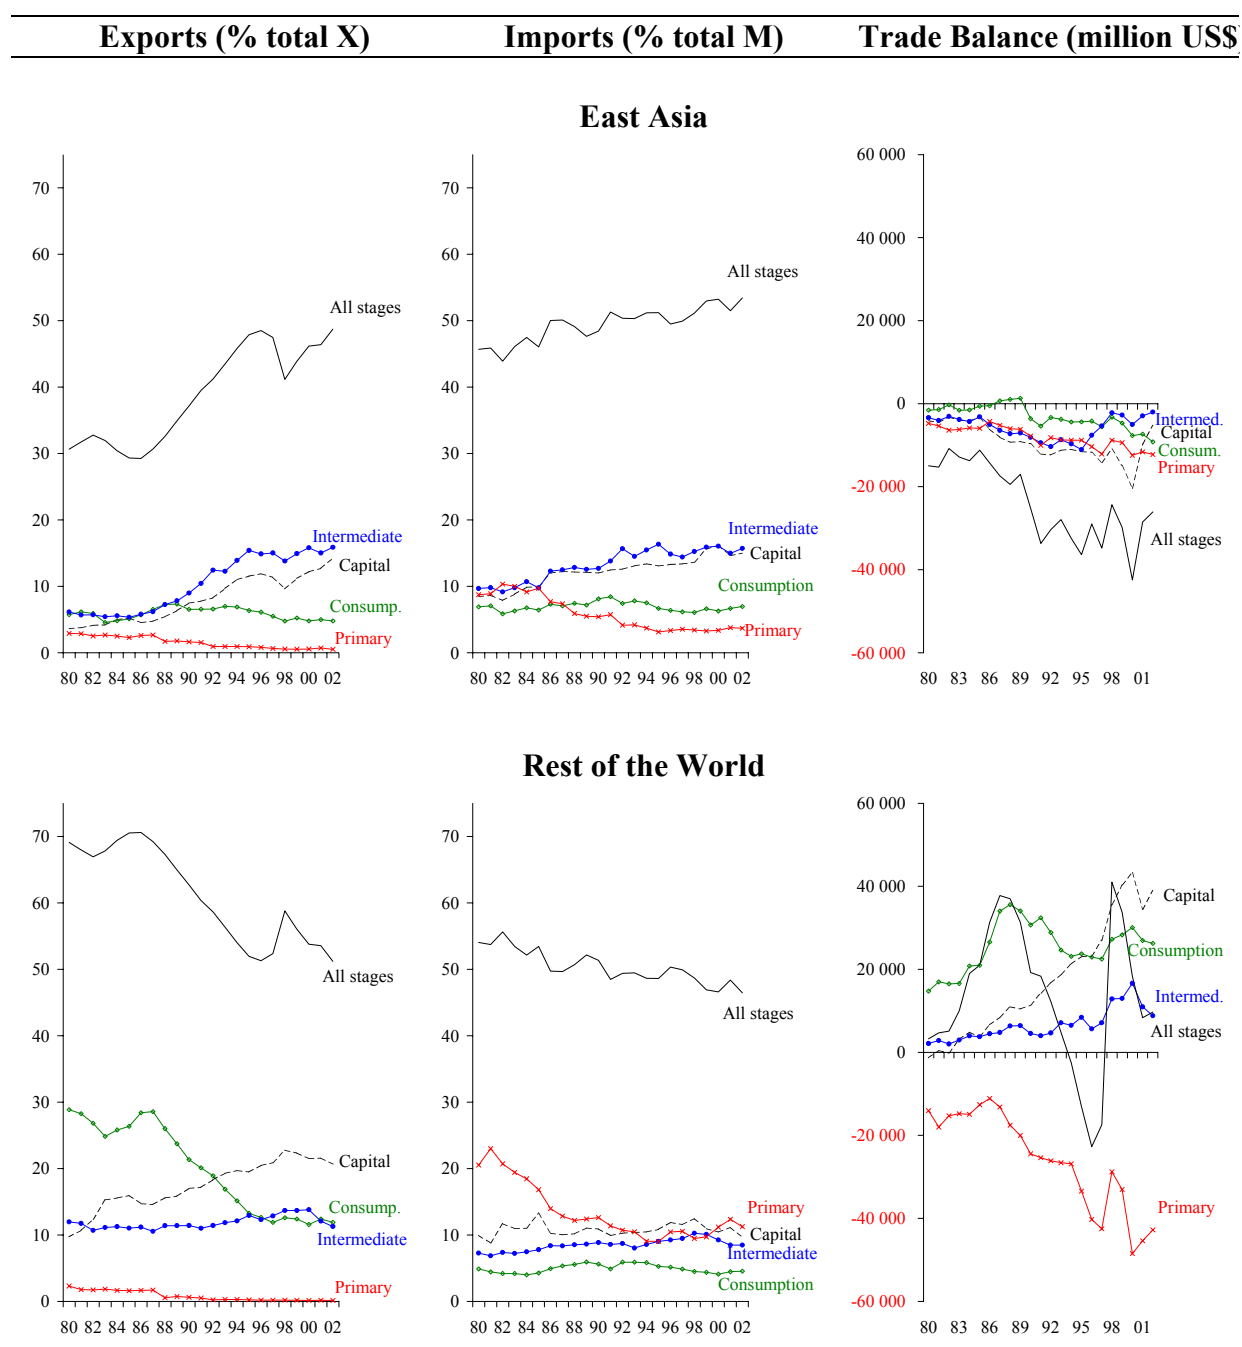 Exports (% total X) Imports (% total M) Trade Balance (million US$)
East Asia
70
60
50
40
30
20
10
0
All stages
Intermediate
Capital
Consump.
Primary
80 82 84 86 88 90 92 94 96 98 00 02
70
60
50
40
30
20
10
0
All stages
Intermediate
Capital
Consumption
Primary
80 82 84 86 88 90 92 94 96 98 00 02
60 000
40 000
20 000
0
-20 000
-40 000
-60 000
Intermed.
Capital
Consum.
Primary
All stages
80 83 86 89 92 95 98 01
Rest of the World
70
60
50
40
30
20
10
0
All stages
Capital
Consump.
Intermediate
Primary
80 82 84 86 88 90 92 94 96 98 00 02
70
60
50
40
30
20
10
0
All stages
Primary
Capital
Intermediate
Consumption
80 82 84 86 88 90 92 94 96 98 00 02
60 000
40 000
20 000
0
-20 000
-40 000
-60 000
Capital
Consumption
Intermed.
All stages
Primary
80 83 86 89 92 95 98 01